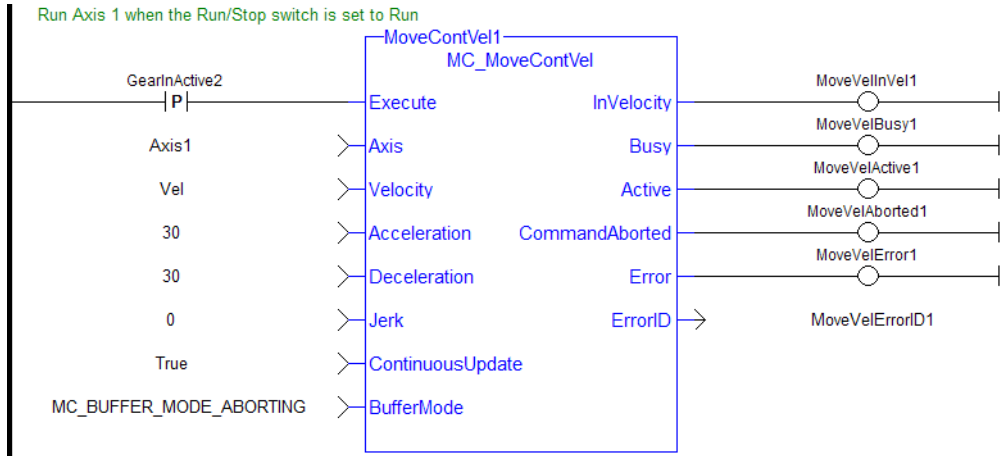 Run Axis 1 when the Run/Stop switch is set to Run
MoveContVel1
MC_MoveContVel
GearInActive2 P Execute InVelocity MoveVelInVel1
Axis1 Axis Busy MoveVelBusy1
Vel Velocity Active MoveVelActive1
30 Acceleration CommandAborted MoveVelAborted1
30 Deceleration Error MoveVelError1
0 Jerk ErrorID MoveVelErrorID1
True ContinuousUpdate
MC_BUFFER_MODE_ABORTING BufferMode